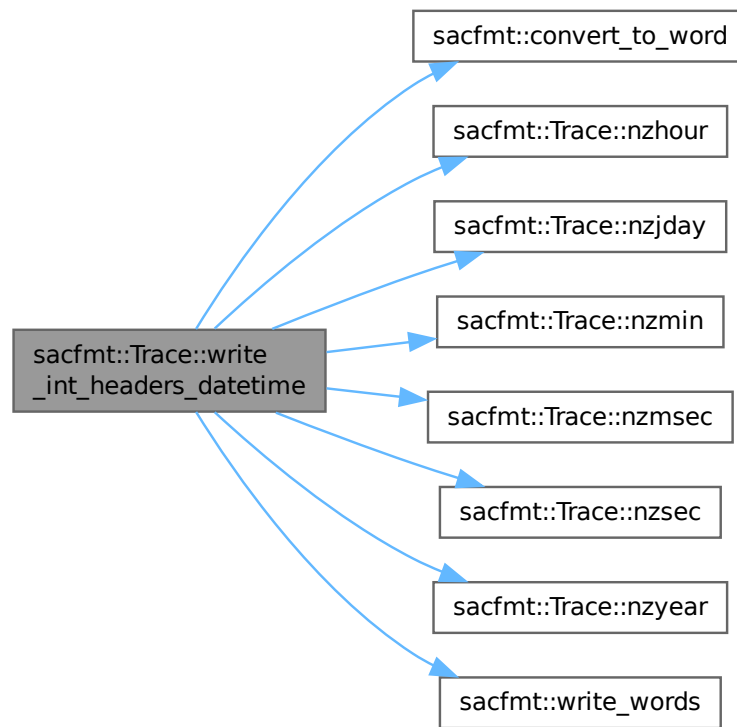 sacfmt::convert_to_word
sacfmt::Trace::nzhour
sacfmt::Trace::nzjday
sacfmt::Trace::nzmin
sacfmt::Trace::write
_int_headers_datetime
sacfmt::Trace::nzmsec
sacfmt::Trace::nzsec
sacfmt::Trace::nzyear
sacfmt::write_words